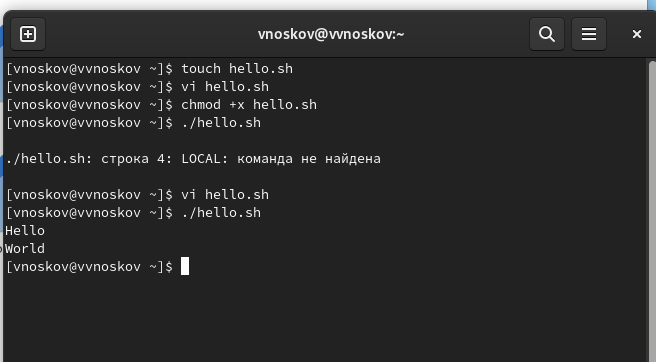 vnoskov@vvnoskov:~
[vnoskov@vvnoskov ~]$ touch hello.sh
[vnoskov@vvnoskov ~]$ vi hello.sh
[vnoskov@vvnoskov ~]$ chmod +x hello.sh
[vnoskov@vvnoskov ~]$ ./hello.sh
./hello.sh: строка 4: LOCAL: команда не найдена
[vnoskov@vvnoskov ~]$ vi hello.sh
[vnoskov@vvnoskov ~]$ ./hello.sh
Hello
World
[vnoskov@vvnoskov ~]$